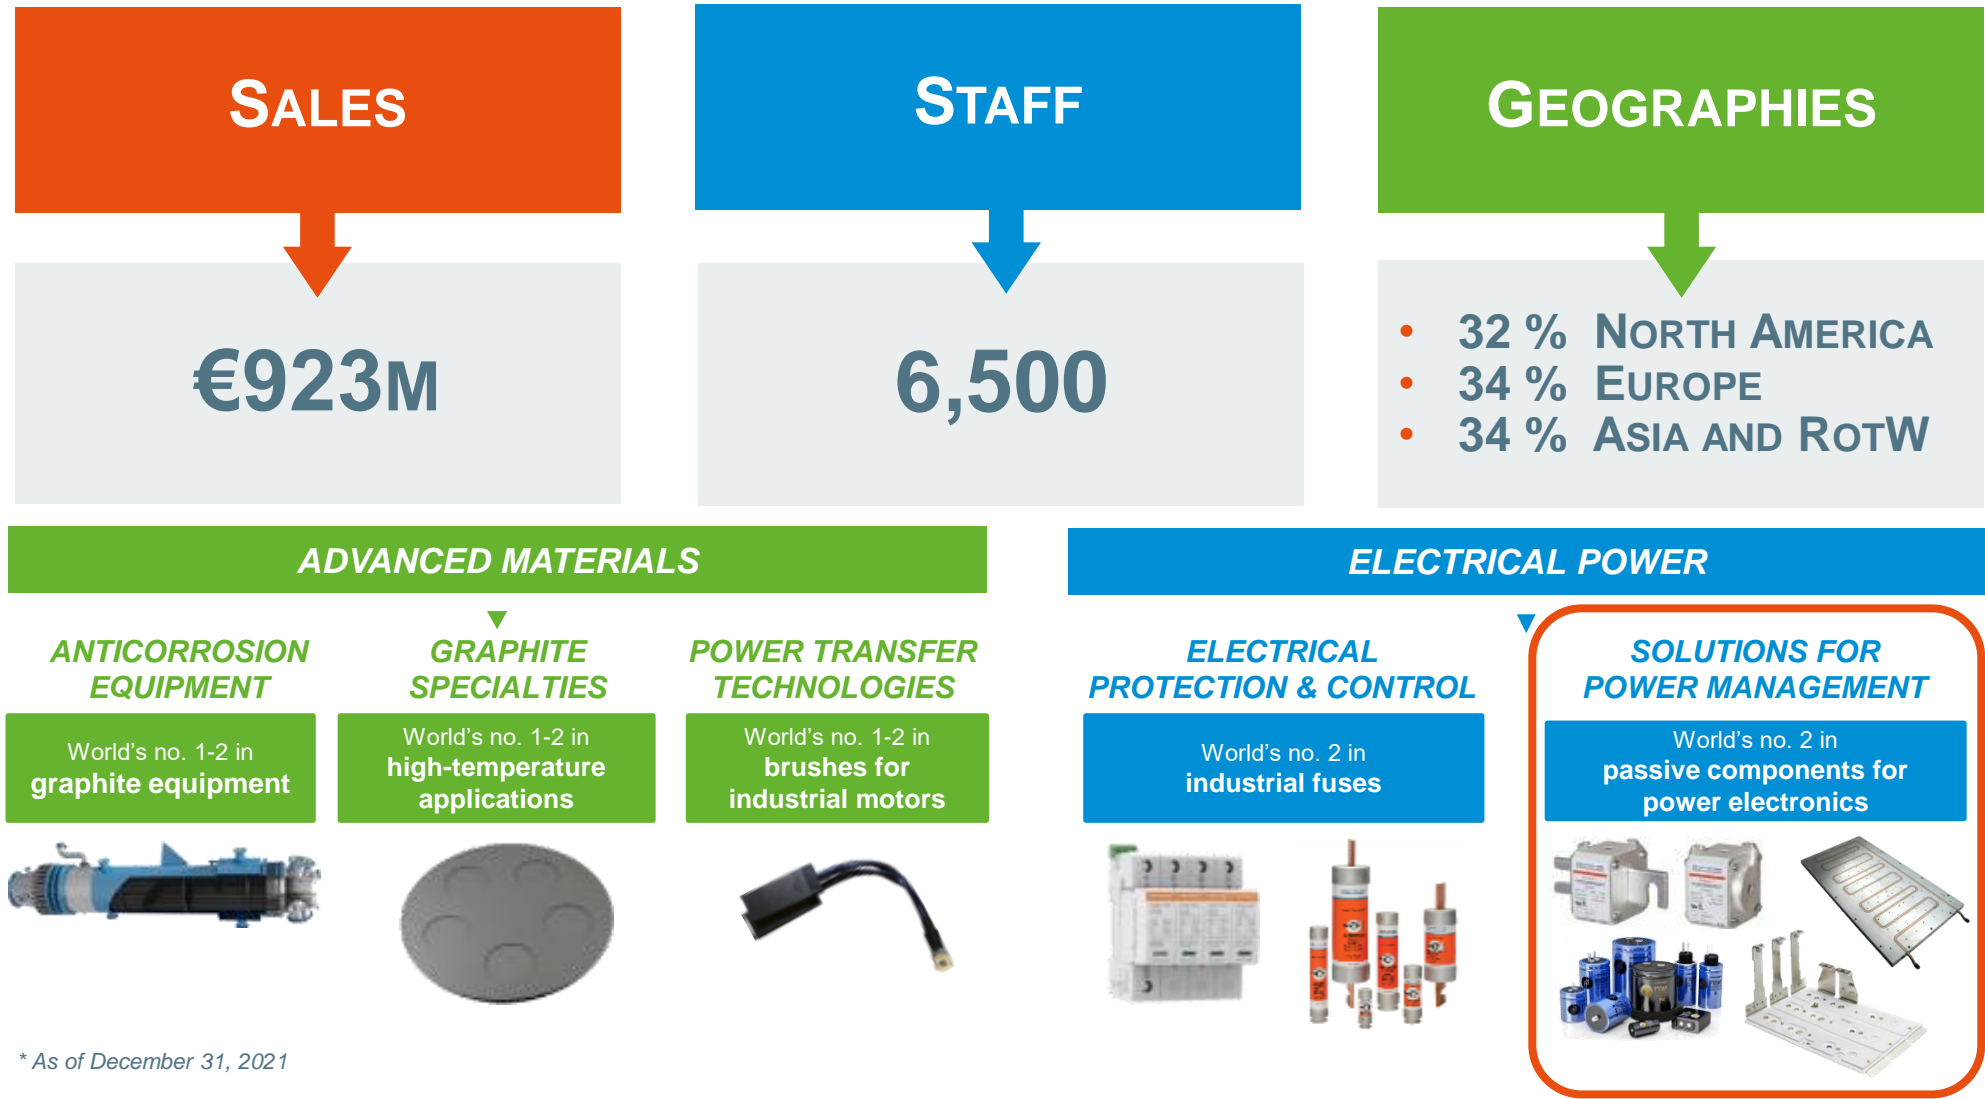 SALES
STAFF
GEOGRAPHIES
€923M
6,500
• 32 % NORTH AMERICA
• 34 % EUROPE
• 34 % ASIA AND ROTW
ADVANCED MATERIALS
ELECTRICAL POWER
ANTICORROSION
EQUIPMENT
World's no. 1-2 in
graphite equipment
GRAPHITE
SPECIALTIES
World's no. 1-2 in
high-temperature
applications
POWER TRANSFER
TECHNOLOGIES
World's no. 1-2 in
brushes for
industrial motors
ELECTRICAL
PROTECTION & CONTROL
World's no. 2 in
industrial fuses
SOLUTIONS FOR
POWER MANAGEMENT
World's no. 2 in
passive components for
power electronics
* As of December 31, 2021